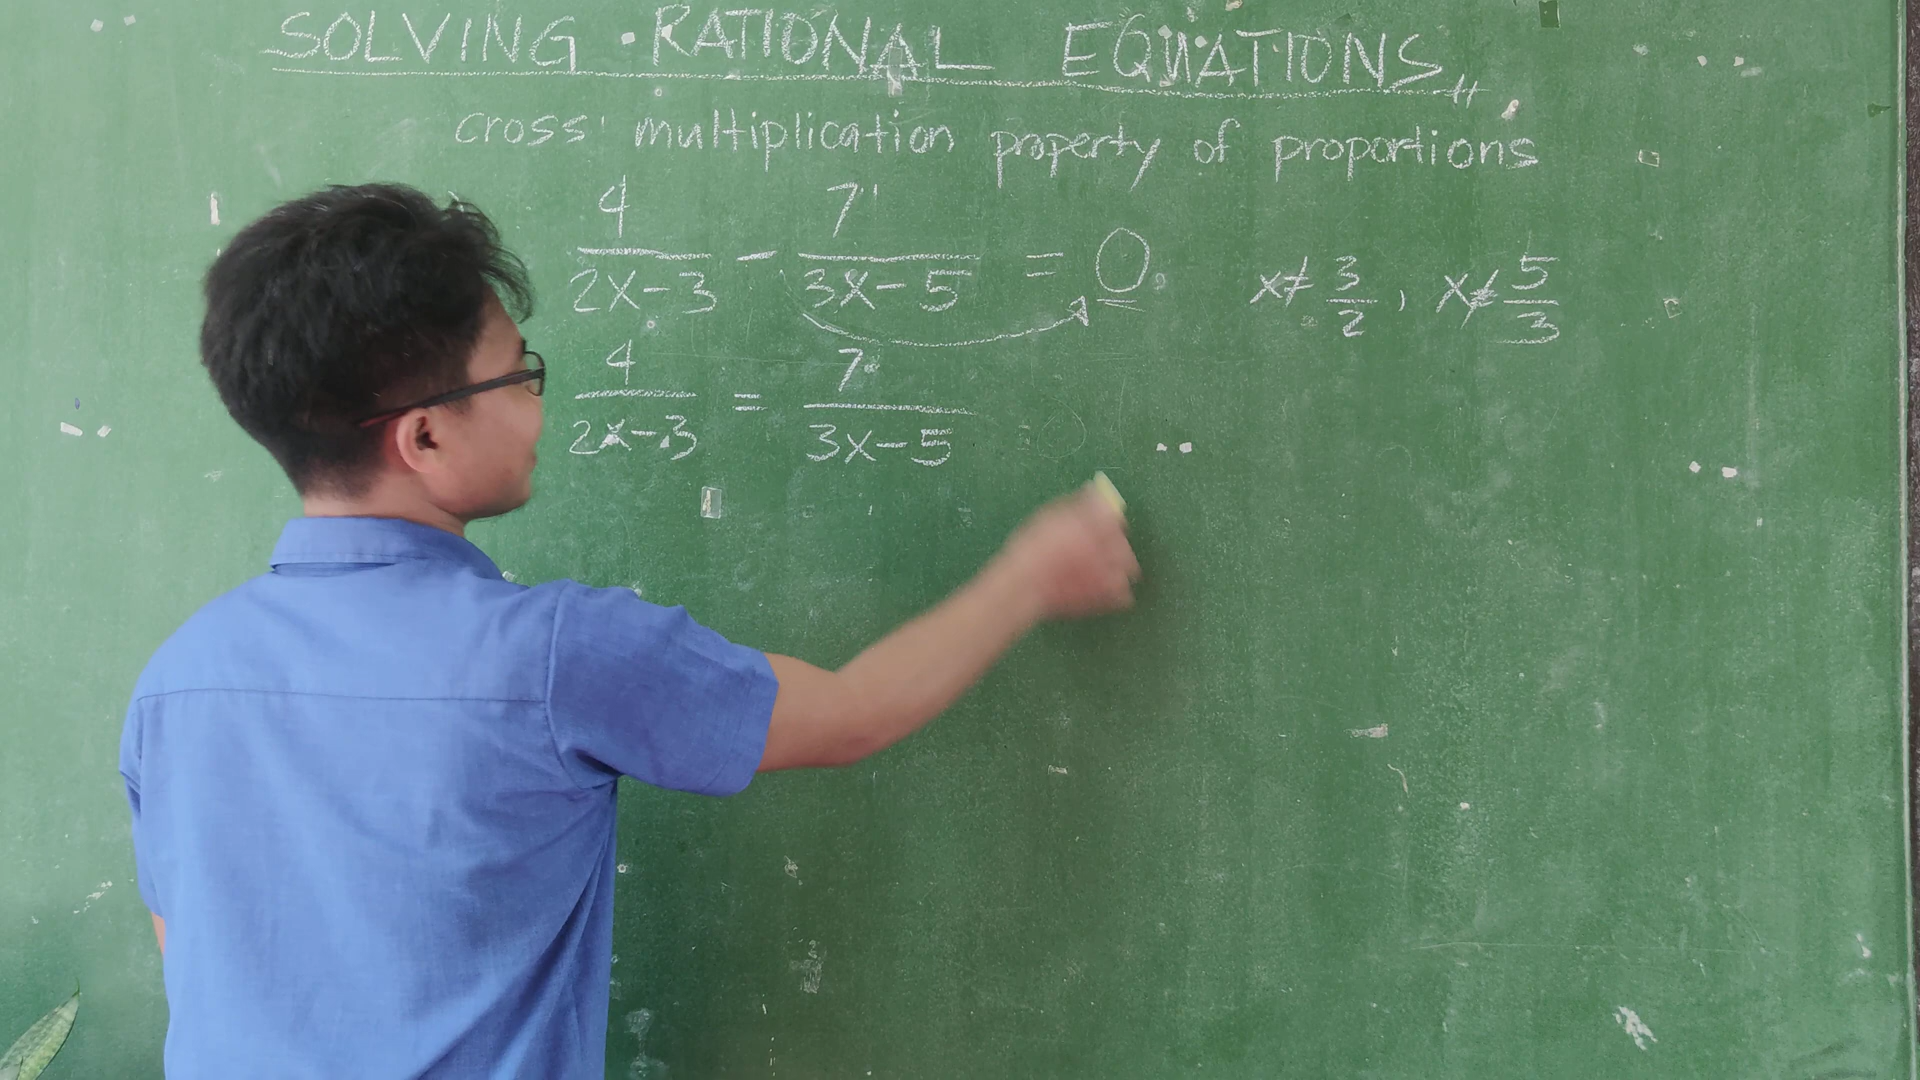 SOLVING RATIONAL EQUATIONS
cross multiplication property of proportions
4/(2x-3) - 7/(3x-5) = 0. x≠3/2, x≠5/3
4/(2x-3) = 7/(3x-5)